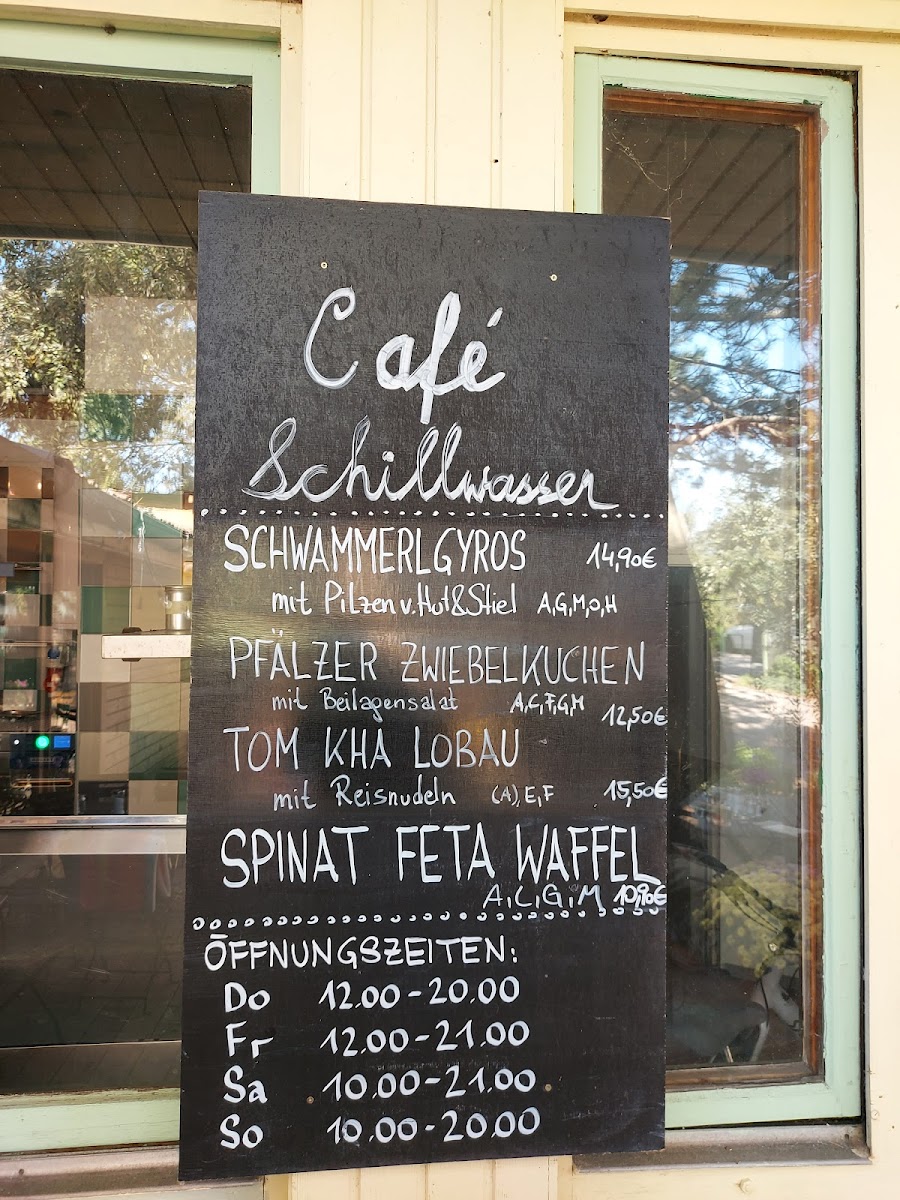 Café
Schillwasser
SCHWAMMERLGYROS 14,90€
mit Pilzen v. Hut&Stiel A,G,M,O,H
PFÄLZER ZWIEBELKUCHEN
mit Beilagensalat A,C,F,G,M
12,50€
TOM KHA LOBAU
mit Reisnudeln (A),E,F 15,50€
SPINAT FETA WAFFEL
A,C,G,M 10,90€
ÖFFNUNGSZEITEN:
Do 12.00-20.00
Fr 12.00-21.00
Sa 10.00-21.00
So 10.00-20.00